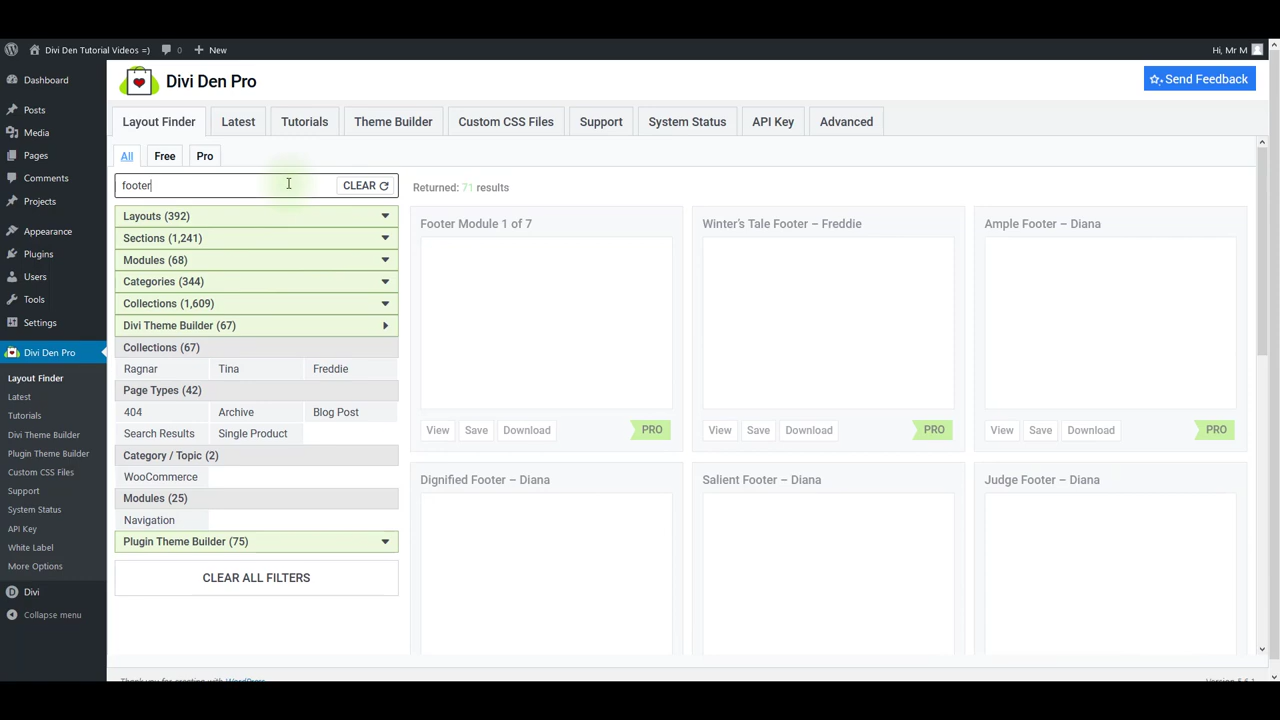 Divi Den Tutorial Videos =) 0 New Hi, Mr M
Dashboard
Posts
Media
Pages
Comments
Projects
Appearance
Plugins
Users
Tools
Settings
Divi Den Pro
Layout Finder
Latest
Tutorials
Divi Theme Builder
Plugin Theme Builder
Custom CSS Files
Support
System Status
API Key
White Label
More Options
Divi
Collapse menu
Divi Den Pro
Send Feedback
Layout Finder Latest Tutorials Theme Builder Custom CSS Files Support System Status API Key Advanced
All Free Pro
footer CLEAR
Layouts (392)
Sections (1,241)
Modules (68)
Categories (344)
Collections (1,609)
Divi Theme Builder (67)
Collections (67)
Ragnar Tina Freddie
Page Types (42)
404 Archive Blog Post
Search Results Single Product
Category / Topic (2)
WooCommerce
Modules (25)
Navigation
Plugin Theme Builder (75)
CLEAR ALL FILTERS
Returned: 71 results
Footer Module 1 of 7
View Save Download PRO
Winter's Tale Footer – Freddie
View Save Download PRO
Ample Footer – Diana
View Save Download PRO
Dignified Footer – Diana
Salient Footer – Diana
Judge Footer – Diana